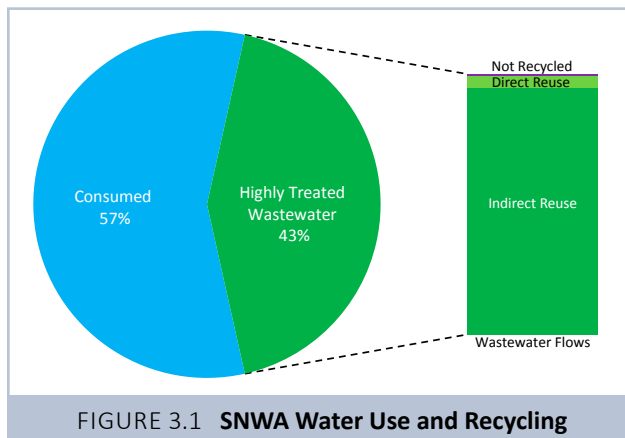 Consumed
57%
Highly Treated
Wastewater
43%
Not Recycled
Direct Reuse
Indirect Reuse
Wastewater Flows
FIGURE 3.1 SNWA Water Use and Recycling